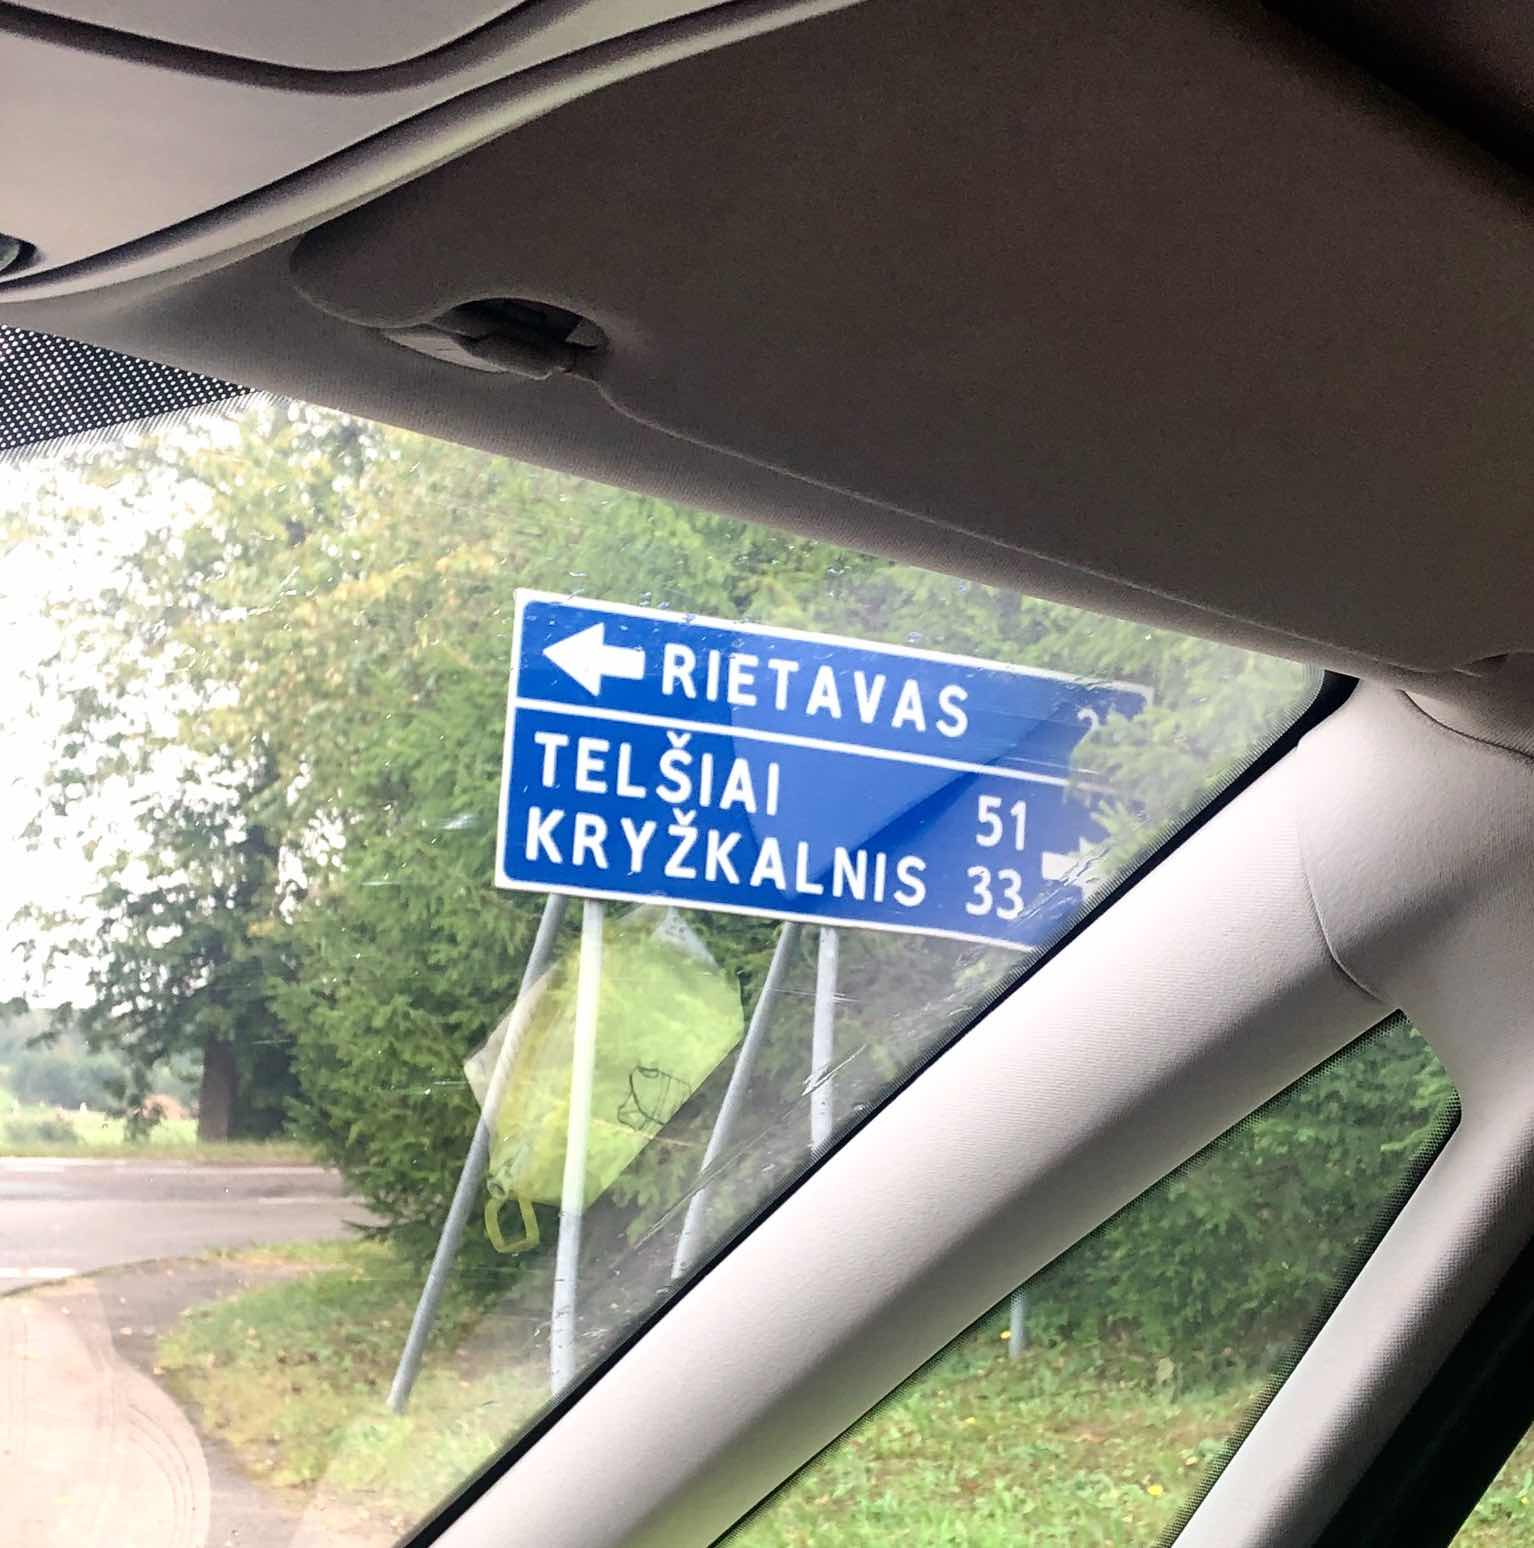 RIETAVAS
TELŠIAI 51
KRYŽKALNIS 33